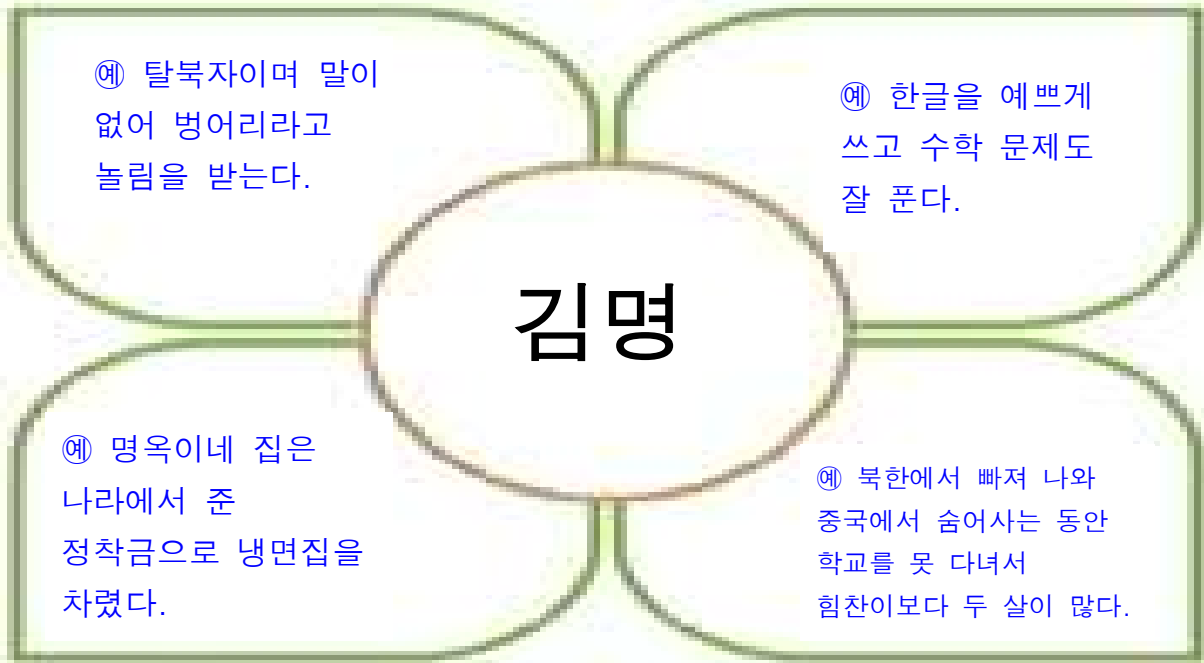 ㉠ 탈북자이며 말이
없어 벙어리라고
놀림을 받는다.
예 한글을 예쁘게
쓰고 수학 문제도
잘 푼다.
김명
예 명옥이네 집은
나라에서 준
정착금으로 냉면집을
차렸다.
예 북한에서 빠져 나와
중국에서 숨어사는 동안
학교를 못 다녀서
힘찬이보다 두 살이 많다.